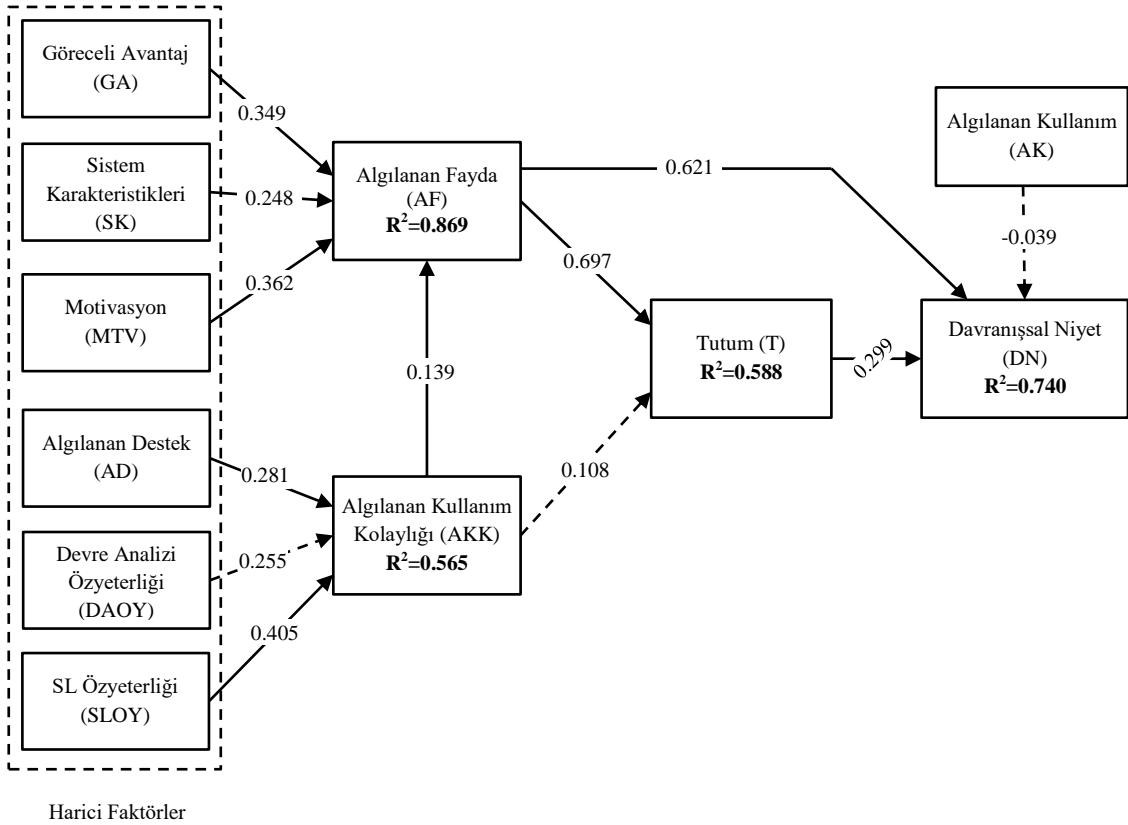 Göreceli Avantaj
(GA)
0.349
Sistem
Karakteristikleri
(SK)
0.248
Motivasyon
(MTV)
0.362
Algılanan Fayda
(AF)
R²=0.869
0.621
Algılanan Kullanım
(AK)
-0.039
0.697
Tutum (T)
R²=0.588
0.299
Davranışsal Niyet
(DN)
R²=0.740
0.139
Algılanan Destek
(AD)
0.281
Devre Analizi
Özyeterliği
(DAOY)
0.255
SL Özyeterliği
(SLOY)
0.405
Algılanan Kullanım
Kolaylığı (AKK)
R²=0.565
0.108
Harici Faktörler